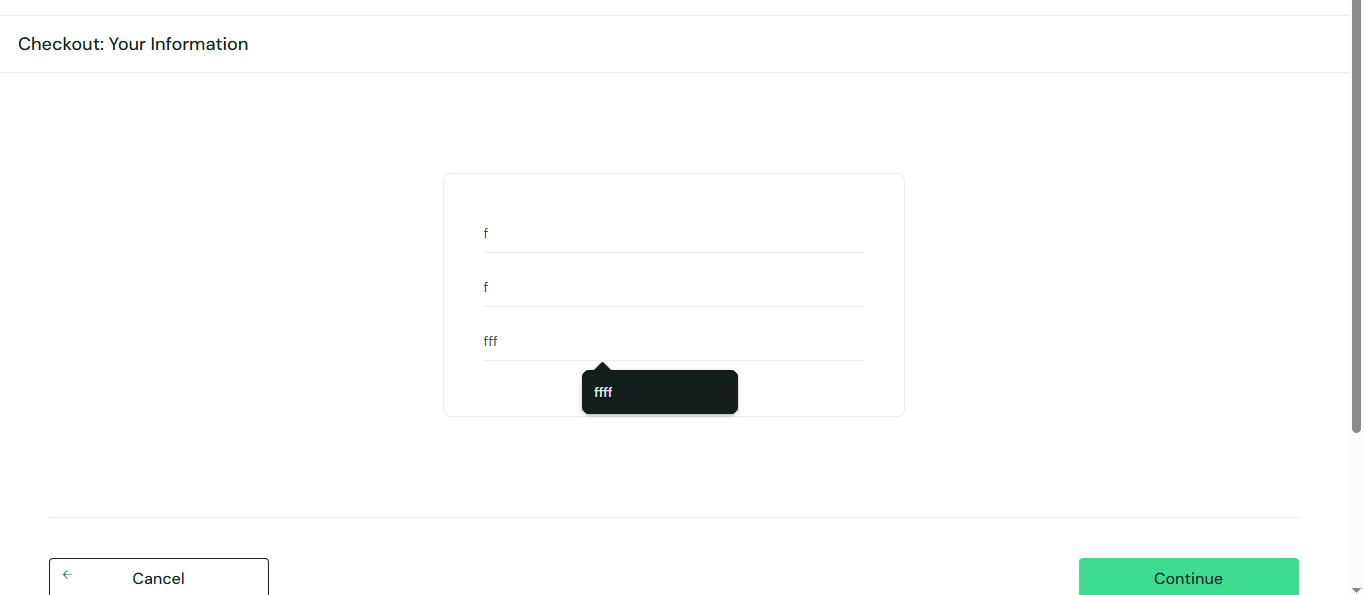 Checkout: Your Information
f
f
fff
ffff
Cancel
Continue